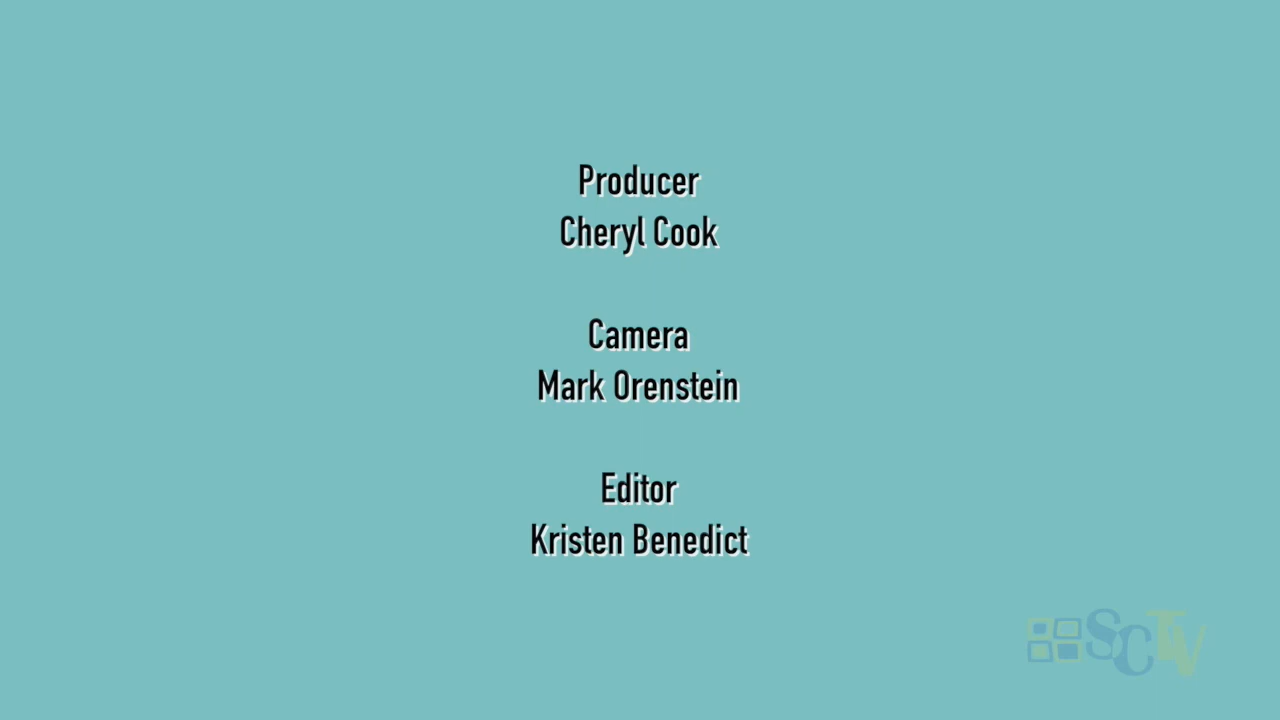 Producer
Cheryl Cook
Camera
Mark Orenstein
Editor
Kristen Benedict
SCTV